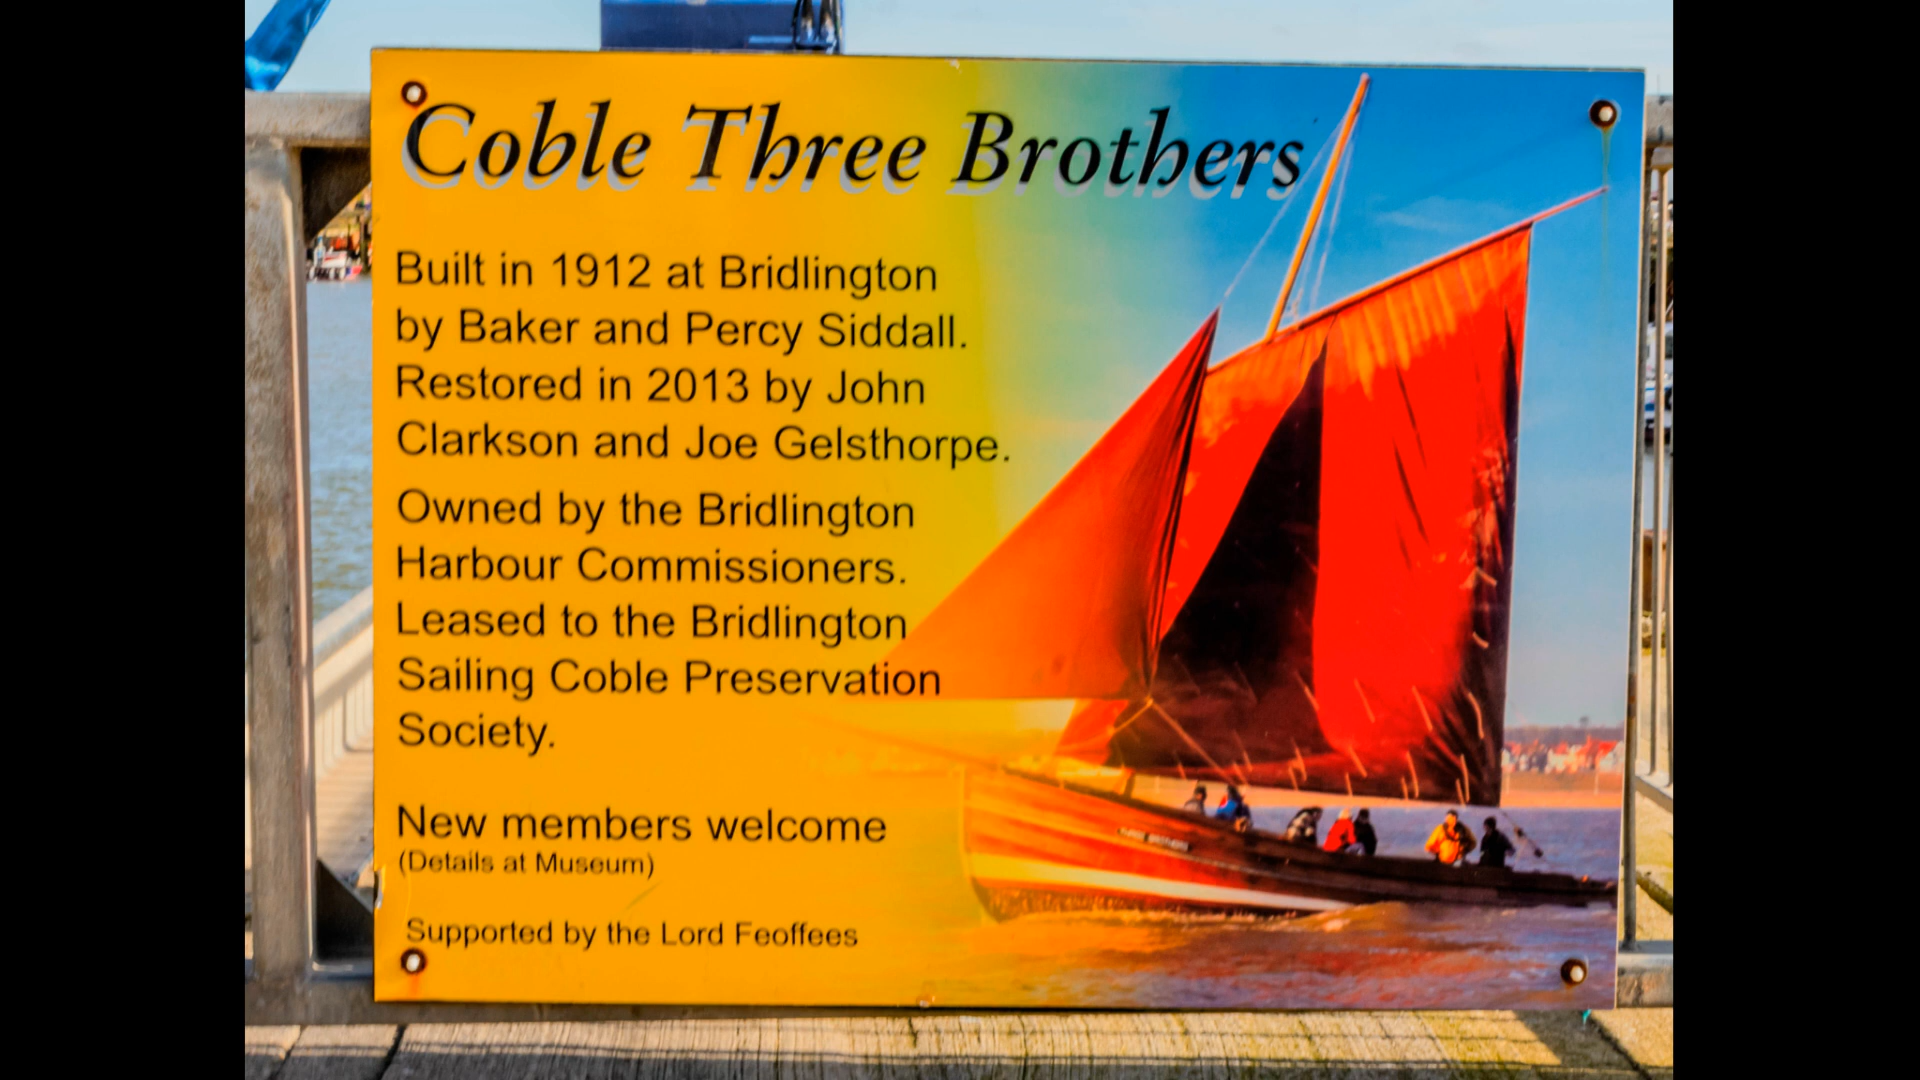 Coble Three Brothers
Built in 1912 at Bridlington
by Baker and Percy Siddall.
Restored in 2013 by John
Clarkson and Joe Gelsthorpe.
Owned by the Bridlington
Harbour Commissioners.
Leased to the Bridlington
Sailing Coble Preservation
Society.
New members welcome
(Details at Museum)
Supported by the Lord Feoffees
THREE BROTHERS